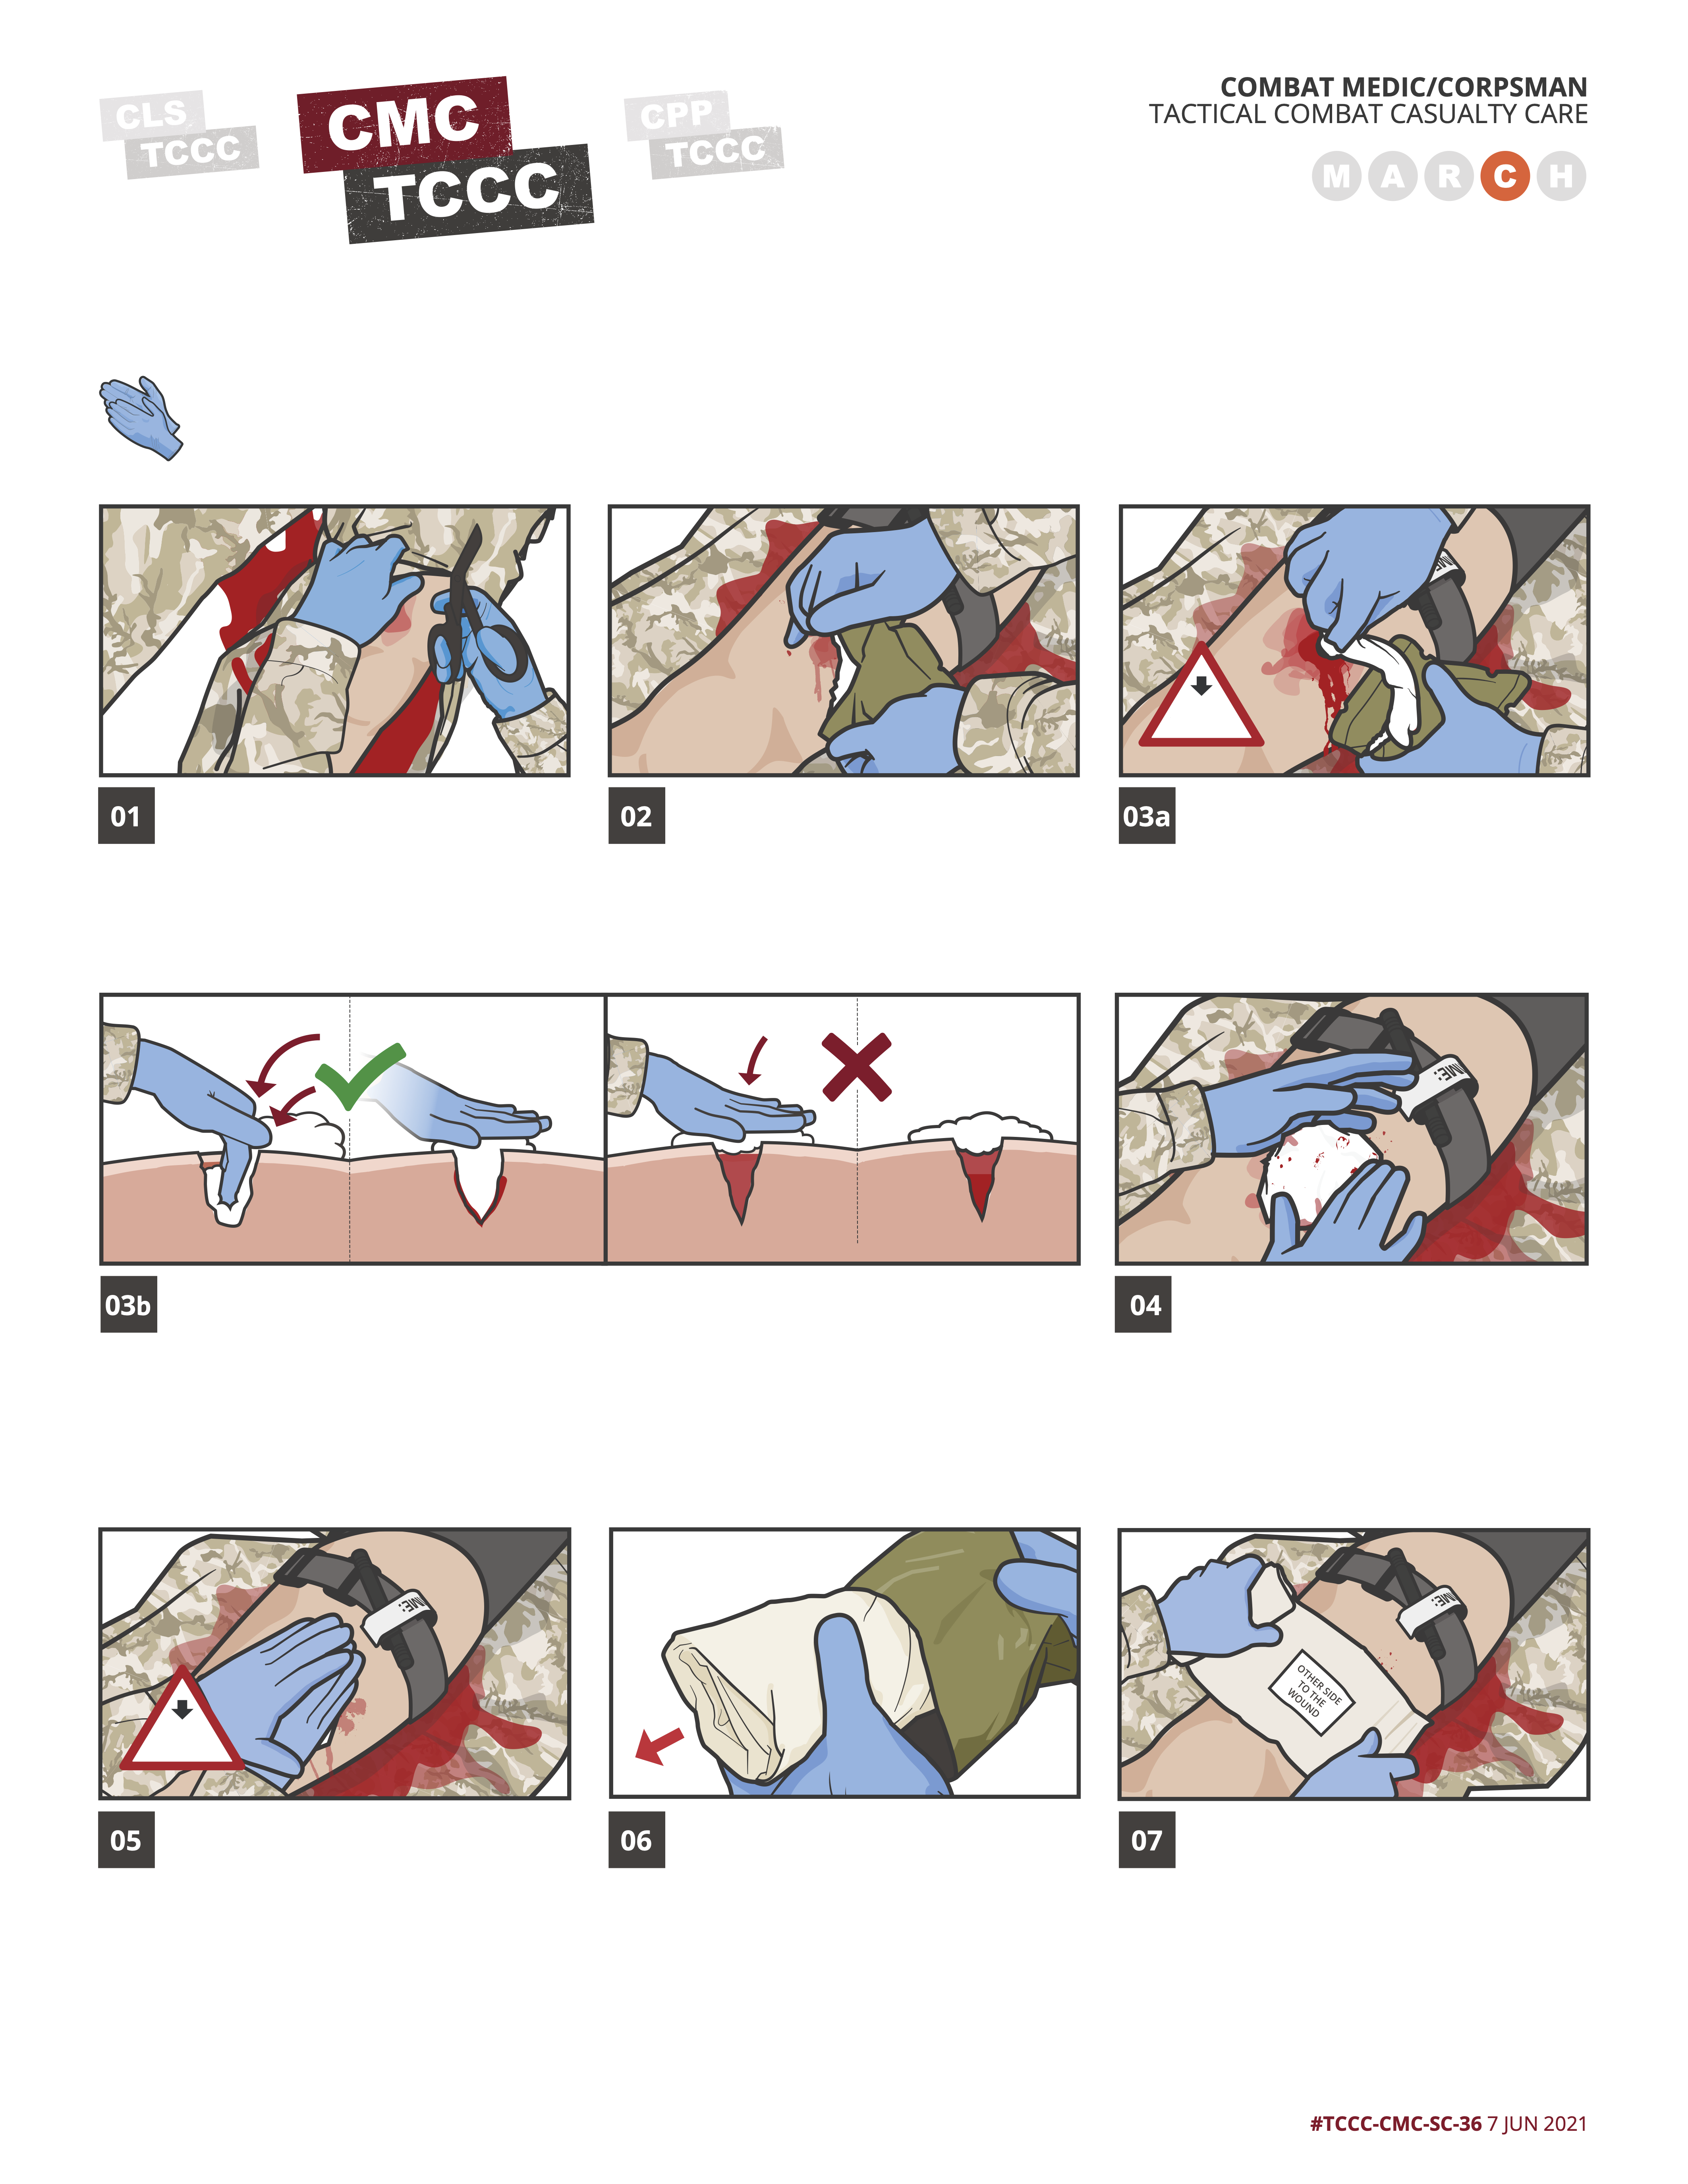 CLS
TCCC
CMC
TCCC
CPP
TCCC
COMBAT MEDIC/CORPSMAN
TACTICAL COMBAT CASUALTY CARE
M A R C H
01
02
03a
03b
04
05
06
OTHER SIDE
TO THE
WOUND
07
#TCCC-CMC-SC-36 7 JUN 2021